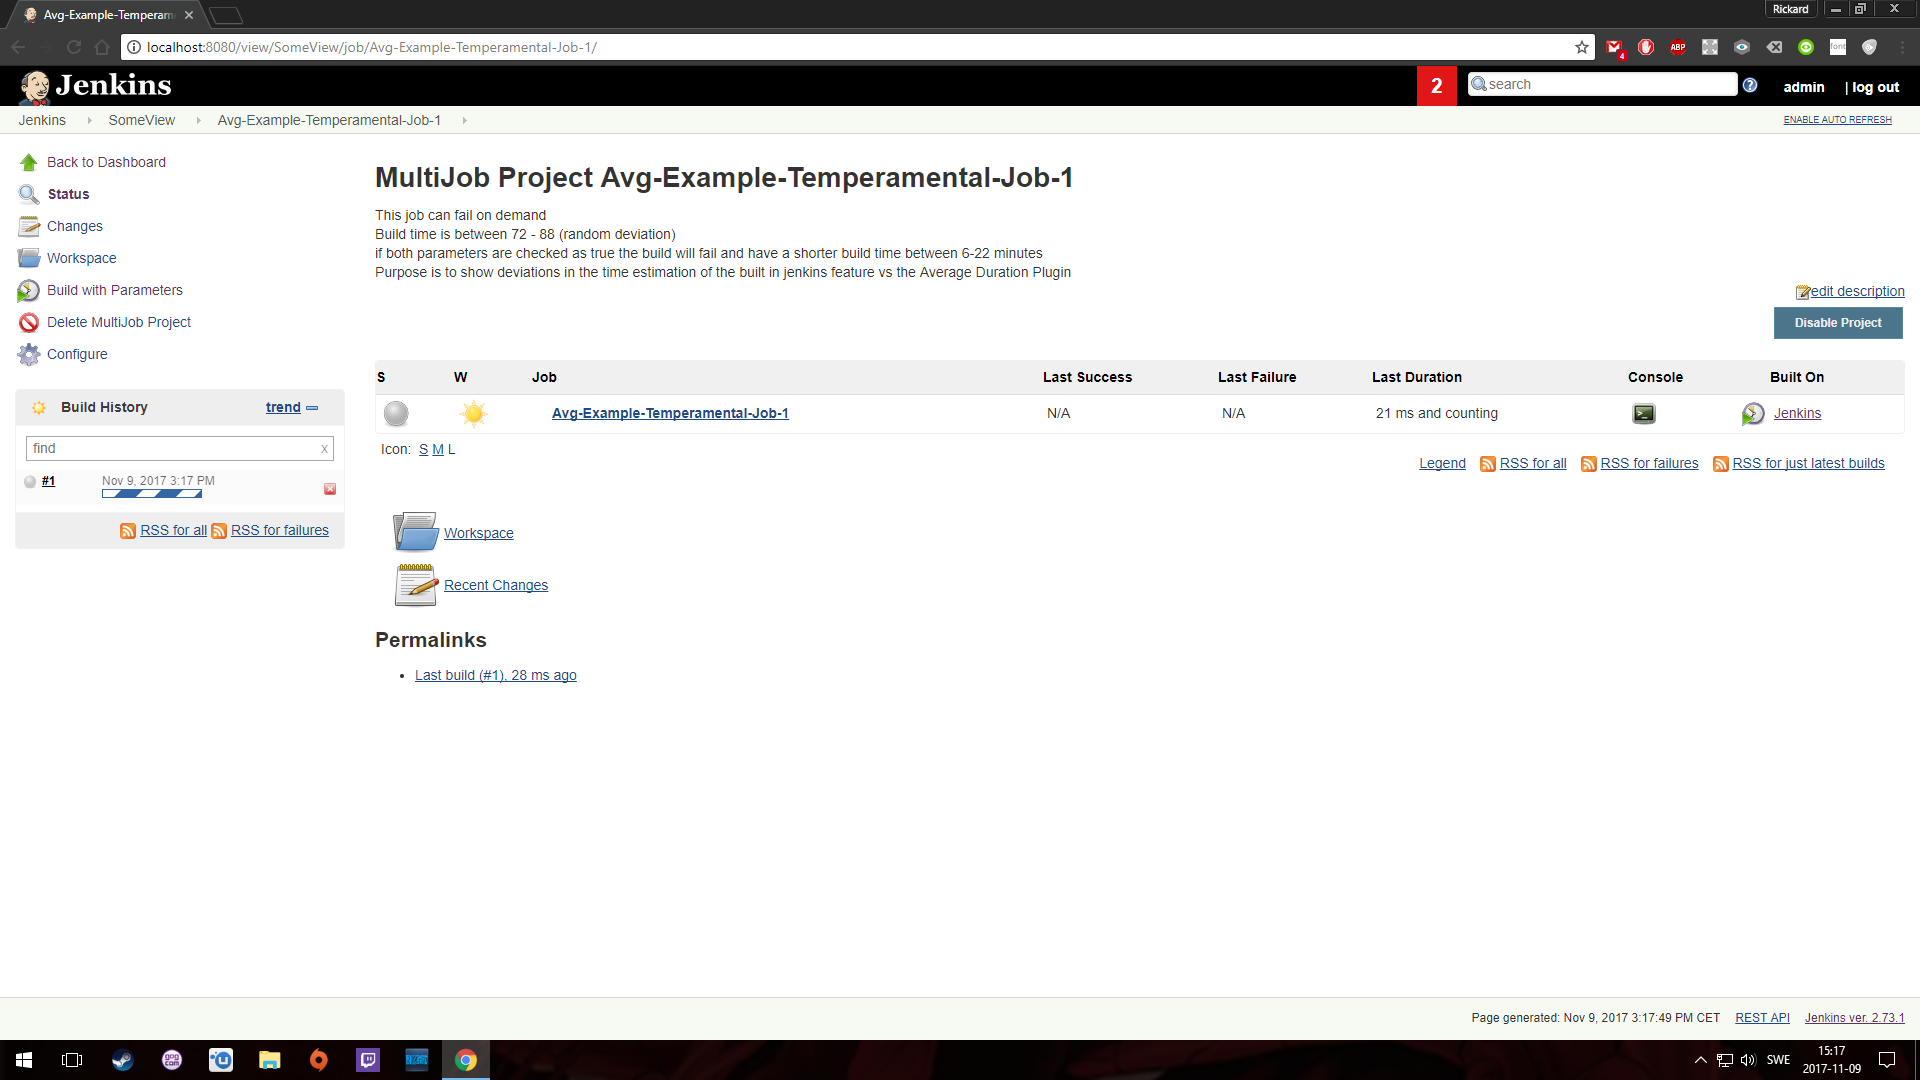 Avg-Example-Temperam
Rickard
localhost:8080/view/SomeView/job/Avg-Example-Temperamental-Job-1/
4
ABP
font
Jenkins
2
search
admin
| log out
Jenkins
SomeView
Avg-Example-Temperamental-Job-1
ENABLE AUTO REFRESH
Back to Dashboard
Status
Changes
Workspace
Build with Parameters
Delete MultiJob Project
Configure
Build History
trend
find
x
#1
Nov 9, 2017 3:17 PM
RSS for all
RSS for failures
MultiJob Project Avg-Example-Temperamental-Job-1
This job can fail on demand
Build time is between 72 - 88 (random deviation)
if both parameters are checked as true the build will fail and have a shorter build time between 6-22 minutes
Purpose is to show deviations in the time estimation of the built in jenkins feature vs the Average Duration Plugin
edit description
Disable Project
S W Job Last Success Last Failure Last Duration Console Built On
Avg-Example-Temperamental-Job-1 N/A N/A 21 ms and counting Jenkins
Icon: S M L
Legend RSS for all RSS for failures RSS for just latest builds
Workspace
Recent Changes
Permalinks
Last build (#1), 28 ms ago
Page generated: Nov 9, 2017 3:17:49 PM CET REST API Jenkins ver. 2.73.1
gog
com
SWE
15:17
2017-11-09